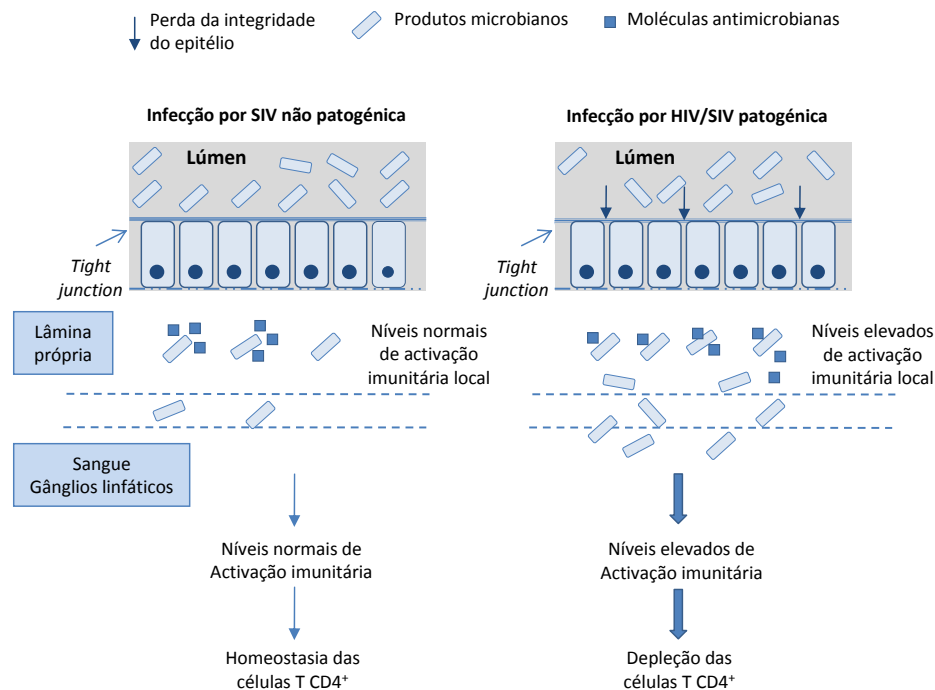 Perda da integridade
do epitélio
Produtos microbianos
Moléculas antimicrobianas
Infecção por SIV não patogénica
Infecção por HIV/SIV patogénica
Lúmen
Lúmen
Tight
junction
Tight
junction
Lâmina
própria
Níveis normais
de activação
imunitária local
Níveis elevados
de activação
imunitária local
Sangue
Gânglios linfáticos
Níveis normais de
Activação imunitária
Níveis elevados de
Activação imunitária
Homeostasia das
células T CD4⁺
Depleção das
células T CD4⁺